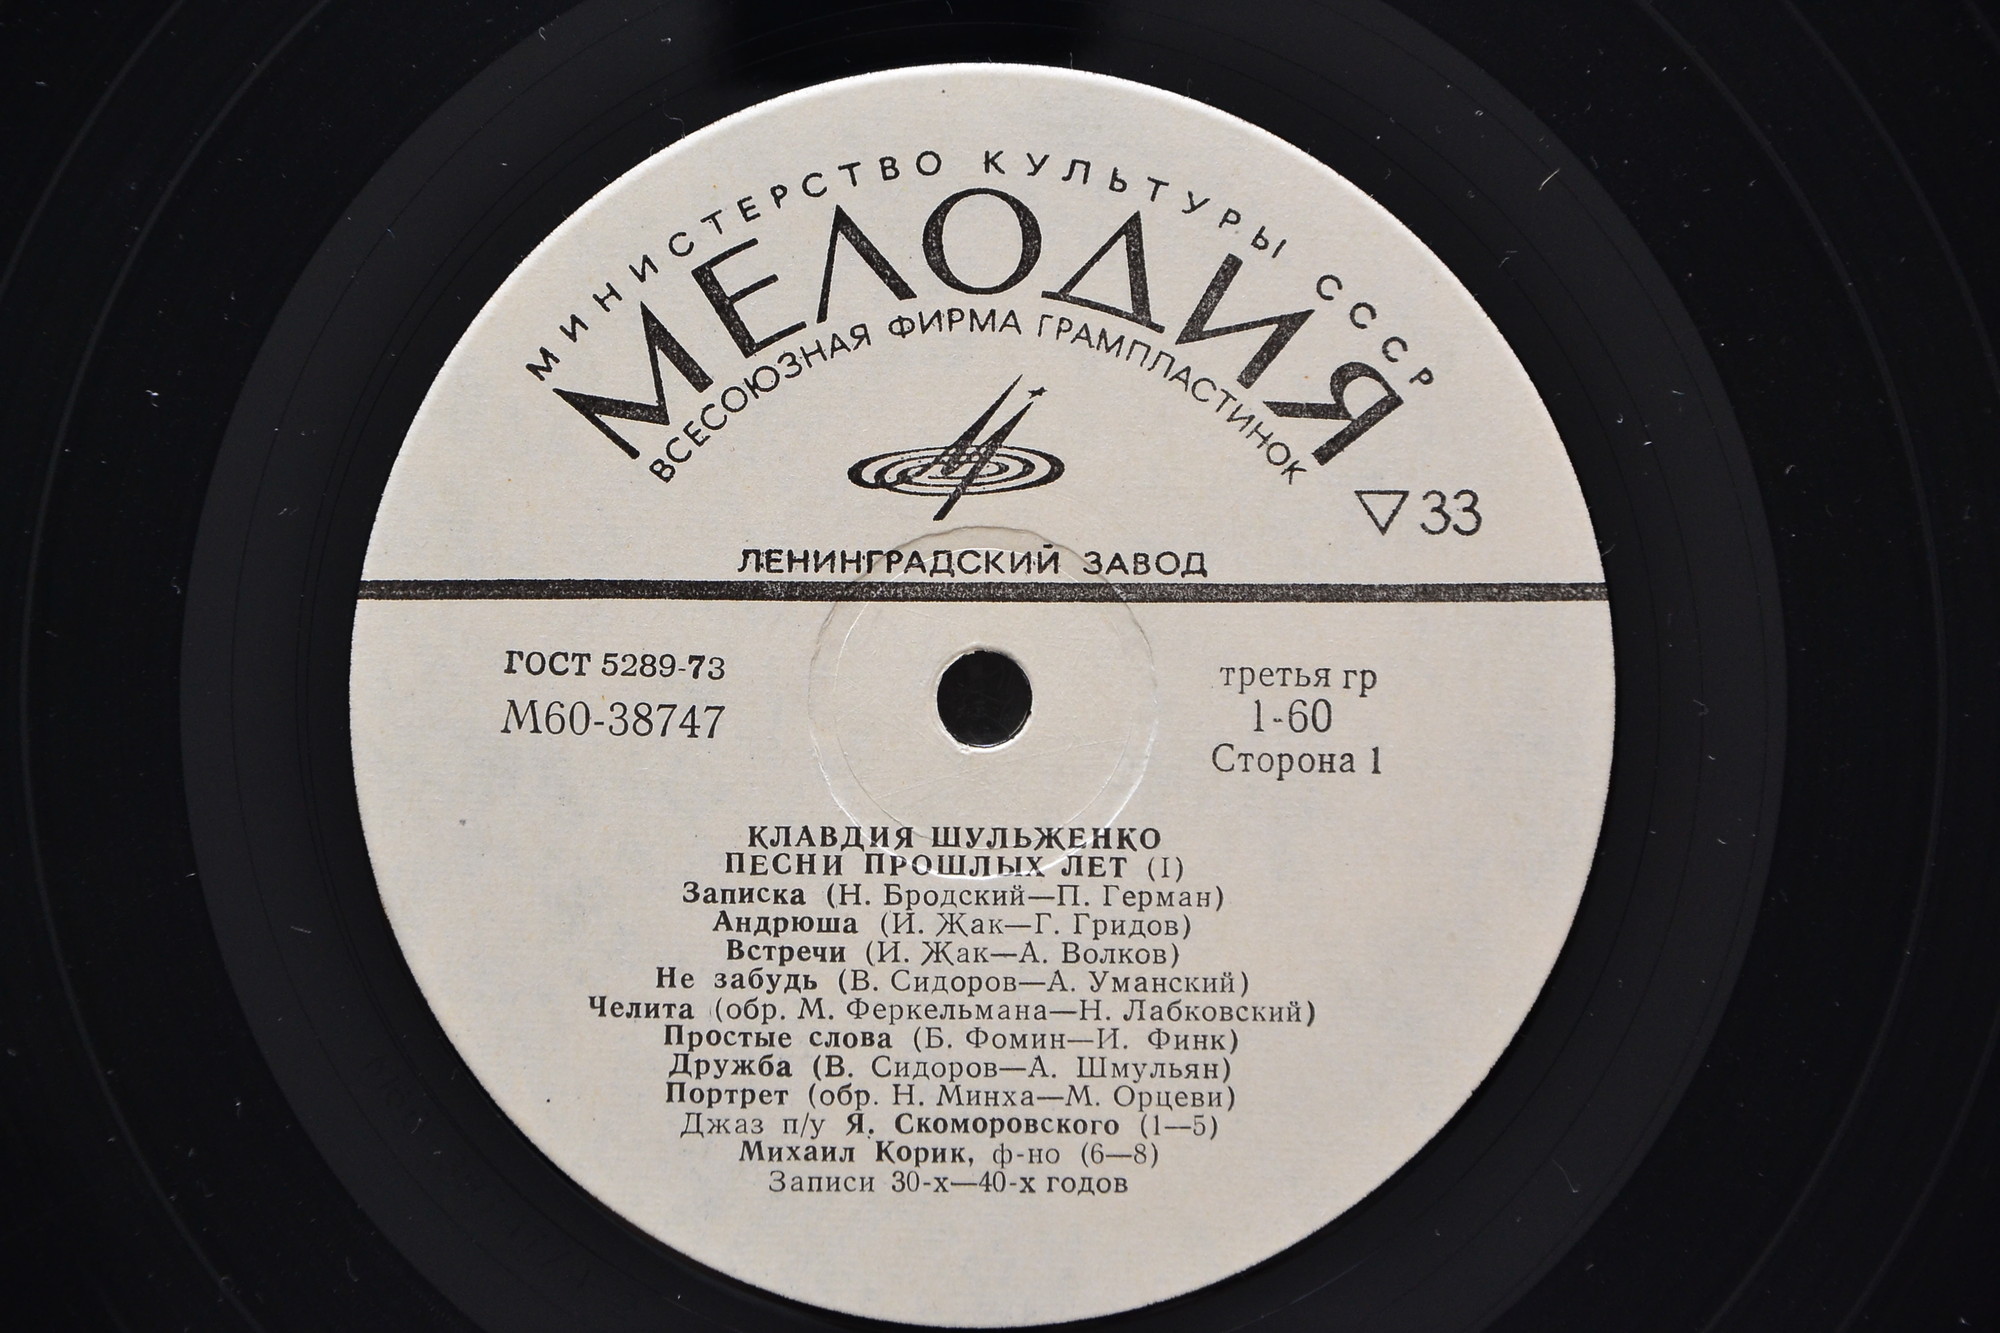 МИНИСТЕРСТВО КУЛЬТУРЫ СССР
МЕЛОДИЯ
ВСЕСОЮЗНАЯ ФИРМА ГРАМПЛАСТИНОК
▽33
ЛЕНИНГРАДСКИЙ ЗАВОД
ГОСТ 5289-73
М60-38747
третья гр
1-60
Сторона 1
КЛАВДИЯ ШУЛЬЖЕНКО
ПЕСНИ ПРОШЛЫХ ЛЕТ (I)
Записка (Н. Бродский—П. Герман)
Андрюша (И. Жак—Г. Гридов)
Встречи (И. Жак—А. Волков)
Не забудь (В. Сидоров—А. Уманский)
Челита (обр. М. Феркельмана—Н. Лабковский)
Простые слова (Б. Фомин—И. Финк)
Дружба (В. Сидоров—А. Шмульян)
Портрет (обр. Н. Минха—М. Орцеви)
Джаз п/у Я. Скоморовского (1—5)
Михаил Корик, ф-но (6—8)
Записи 30-х—40-х годов